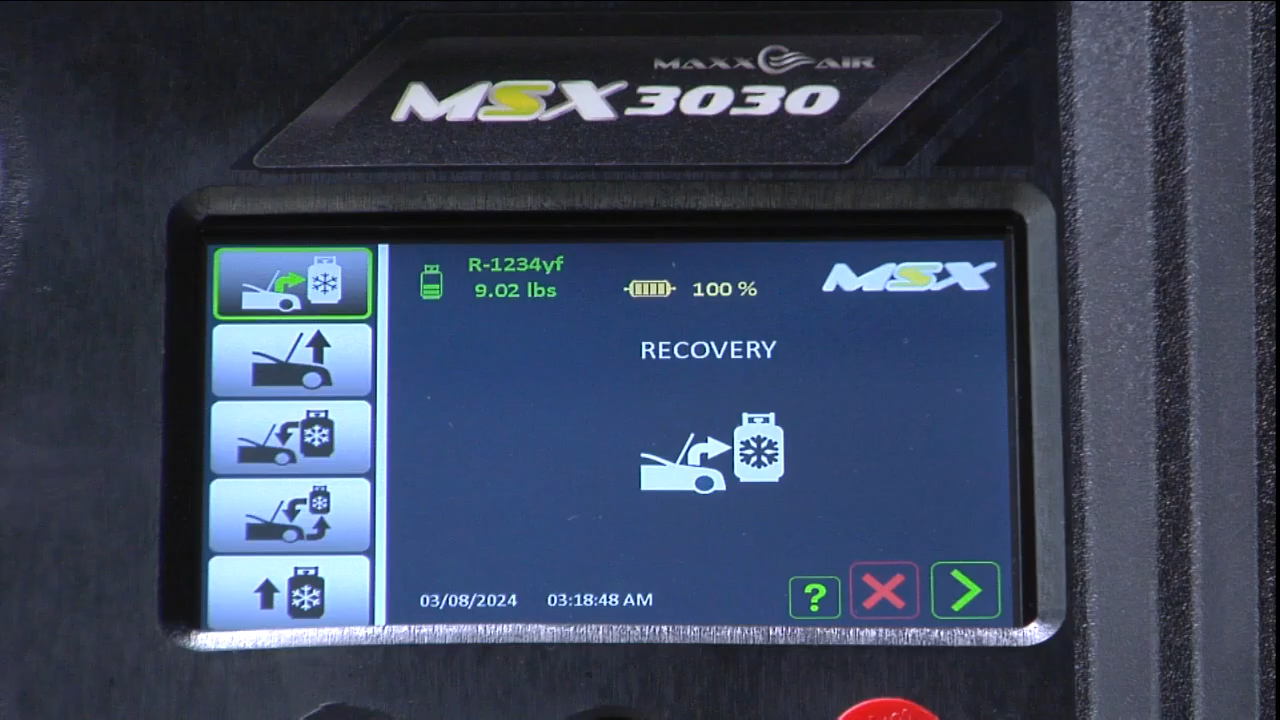 MAXX AIR
MSX3030
R-1234yf
9.02 lbs
100 %
MSX
RECOVERY
03/08/2024 03:18:48 AM
?